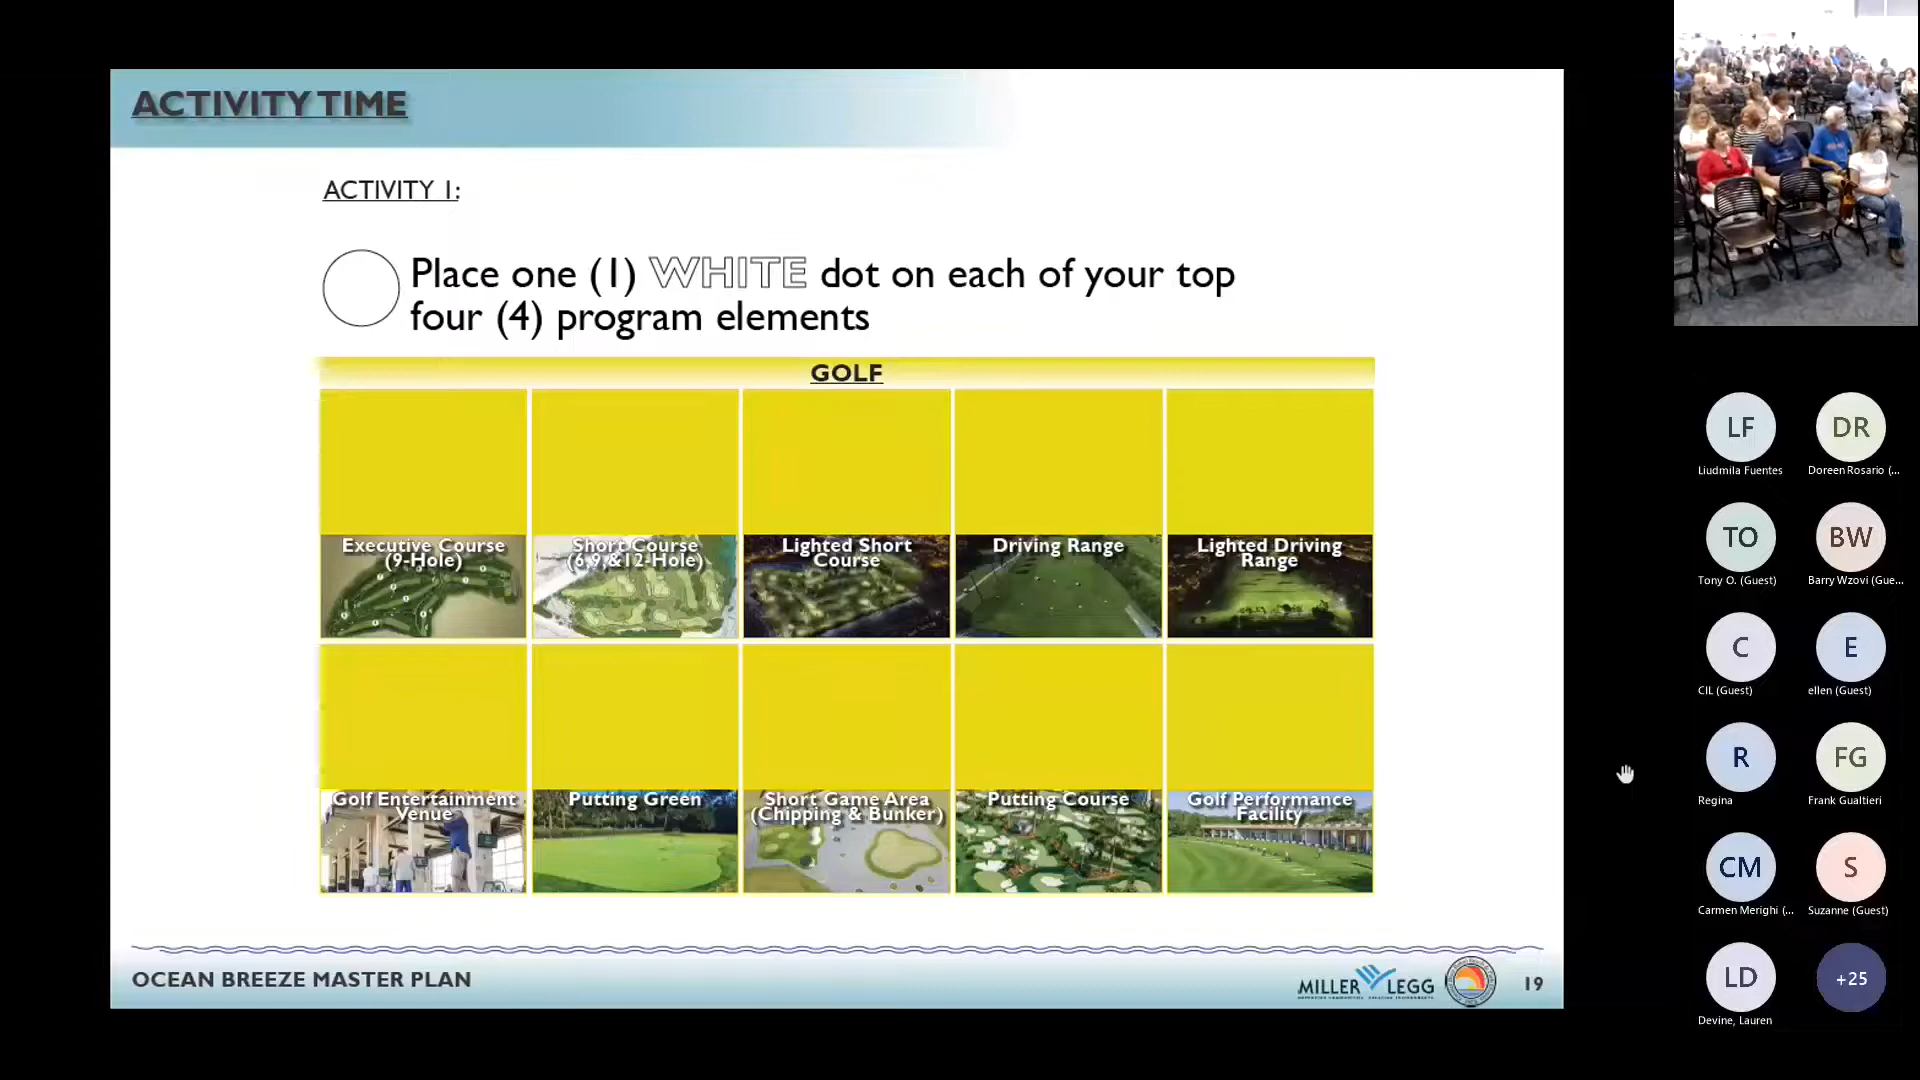 ACTIVITY TIME
ACTIVITY 1:
Place one (1) WHITE dot on each of your top
four (4) program elements
GOLF
Executive Course
(9-Hole)
Short Course
(6,9,&12-Hole)
Lighted Short
Course
Driving Range
Lighted Driving
Range
Golf Entertainment
Venue
Putting Green
Short Game Area
(Chipping & Bunker)
Putting Course
Golf Performance
Facility
OCEAN BREEZE MASTER PLAN
MILLER LEGG
19
LF
Liudmila Fuentes
DR
Doreen Rosario (...
TO
Tony O. (Guest)
BW
Barry Wzovi (Gue...
C
CIL (Guest)
E
ellen (Guest)
R
Regina
FG
Frank Gualtieri
CM
Carmen Merighi (...
S
Suzanne (Guest)
LD
Devine, Lauren
+25